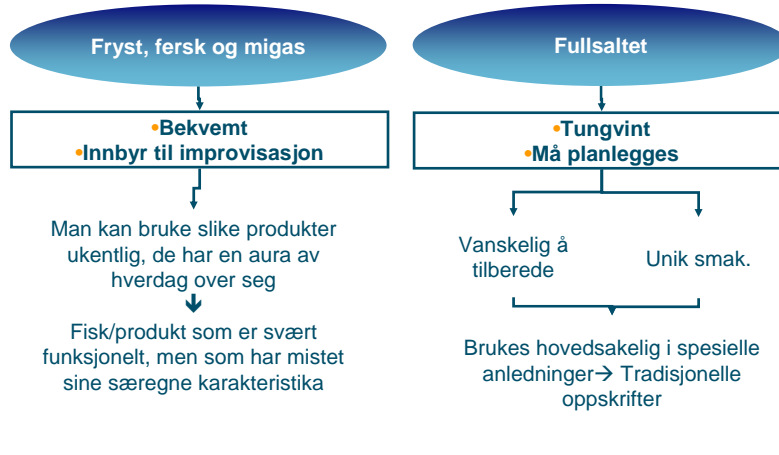 Fryst, fersk og migas
•Bekvemt
•Innbyr til improvisasjon
Man kan bruke slike produkter
ukentlig, de har en aura av
hverdag over seg
🡻
Fisk/produkt som er svært
funksjonelt, men som har mistet
sine særegne karakteristika
Fullsaltet
•Tungvint
•Må planlegges
Vanskelig å
tilberede
Unik smak.
Brukes hovedsakelig i spesielle
anledninger→ Tradisjonelle
oppskrifter